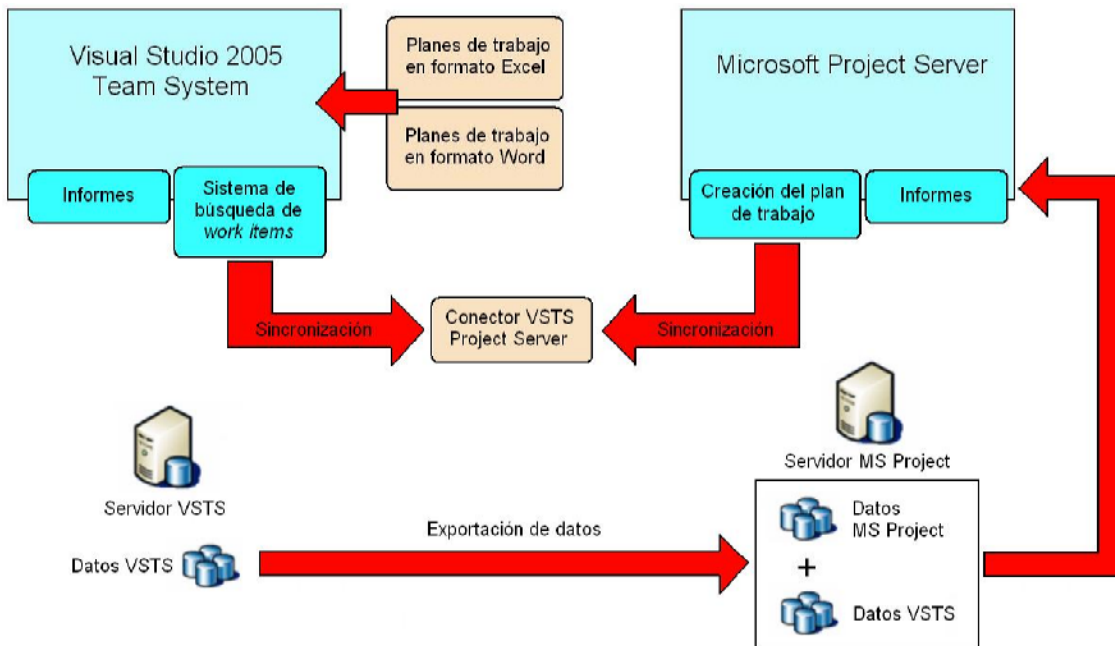 Visual Studio 2005
Team System
Planes de trabajo
en formato Excel
Planes de trabajo
en formato Word
Microsoft Project Server
Informes
Sistema de
búsqueda de
work items
Creación del plan
de trabajo
Informes
Sincronización
Conector VSTS
Project Server
Sincronización
Servidor VSTS
Servidor MS Project
Datos VSTS
Exportación de datos
Datos
MS Project
+
Datos VSTS